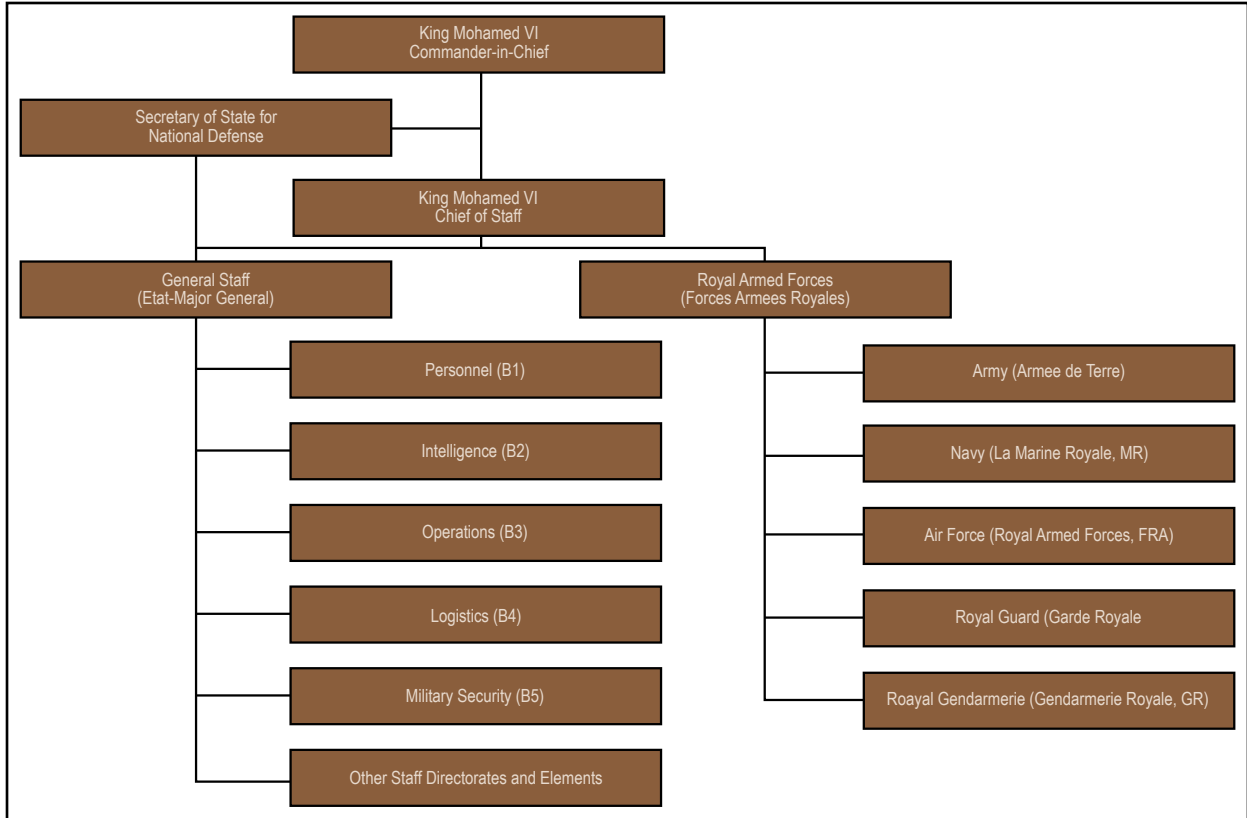 King Mohamed VI
Commander-in-Chief
Secretary of State for
National Defense
King Mohamed VI
Chief of Staff
General Staff
(Etat-Major General)
Royal Armed Forces
(Forces Armees Royales)
Personnel (B1)
Intelligence (B2)
Operations (B3)
Logistics (B4)
Military Security (B5)
Other Staff Directorates and Elements
Army (Armee de Terre)
Navy (La Marine Royale, MR)
Air Force (Royal Armed Forces, FRA)
Royal Guard (Garde Royale
Roayal Gendarmerie (Gendarmerie Royale, GR)